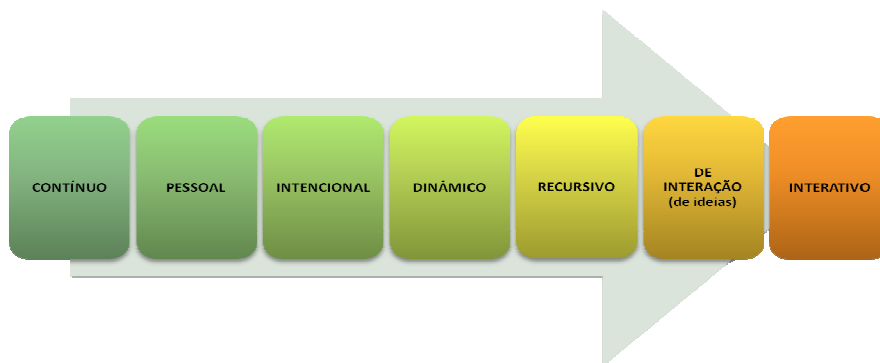 CONTÍNUO
PESSOAL
INTENCIONAL
DINÂMICO
RECURSIVO
DE
INTERAÇÃO
(de ideias)
INTERATIVO